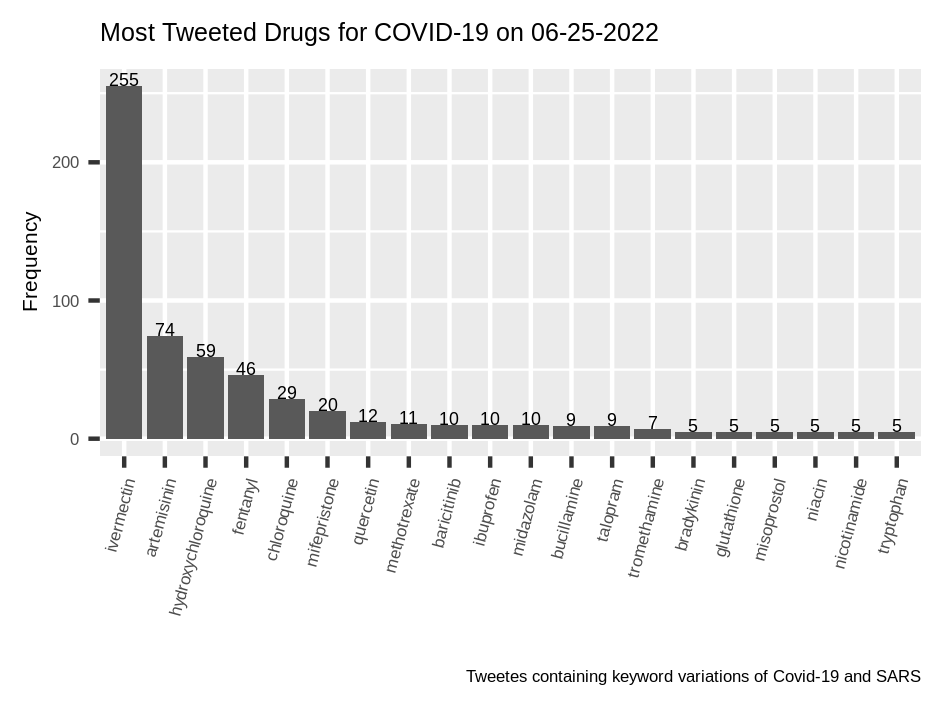 Most Tweeted Drugs for COVID-19 on 06-25-2022
Frequency
200
100
0
255
74
59
46
29
20
12
11
10
10
10
9
9
7
5
5
5
5
5
5
ivermectin
artemisinin
hydroxychloroquine
fentanyl
chloroquine
mifepristone
quercetin
methotrexate
baricitinib
ibuprofen
midazolam
bucillamine
talopram
tromethamine
bradykinin
glutathione
misoprostol
niacin
nicotinamide
tryptophan
Tweetes containing keyword variations of Covid-19 and SARS